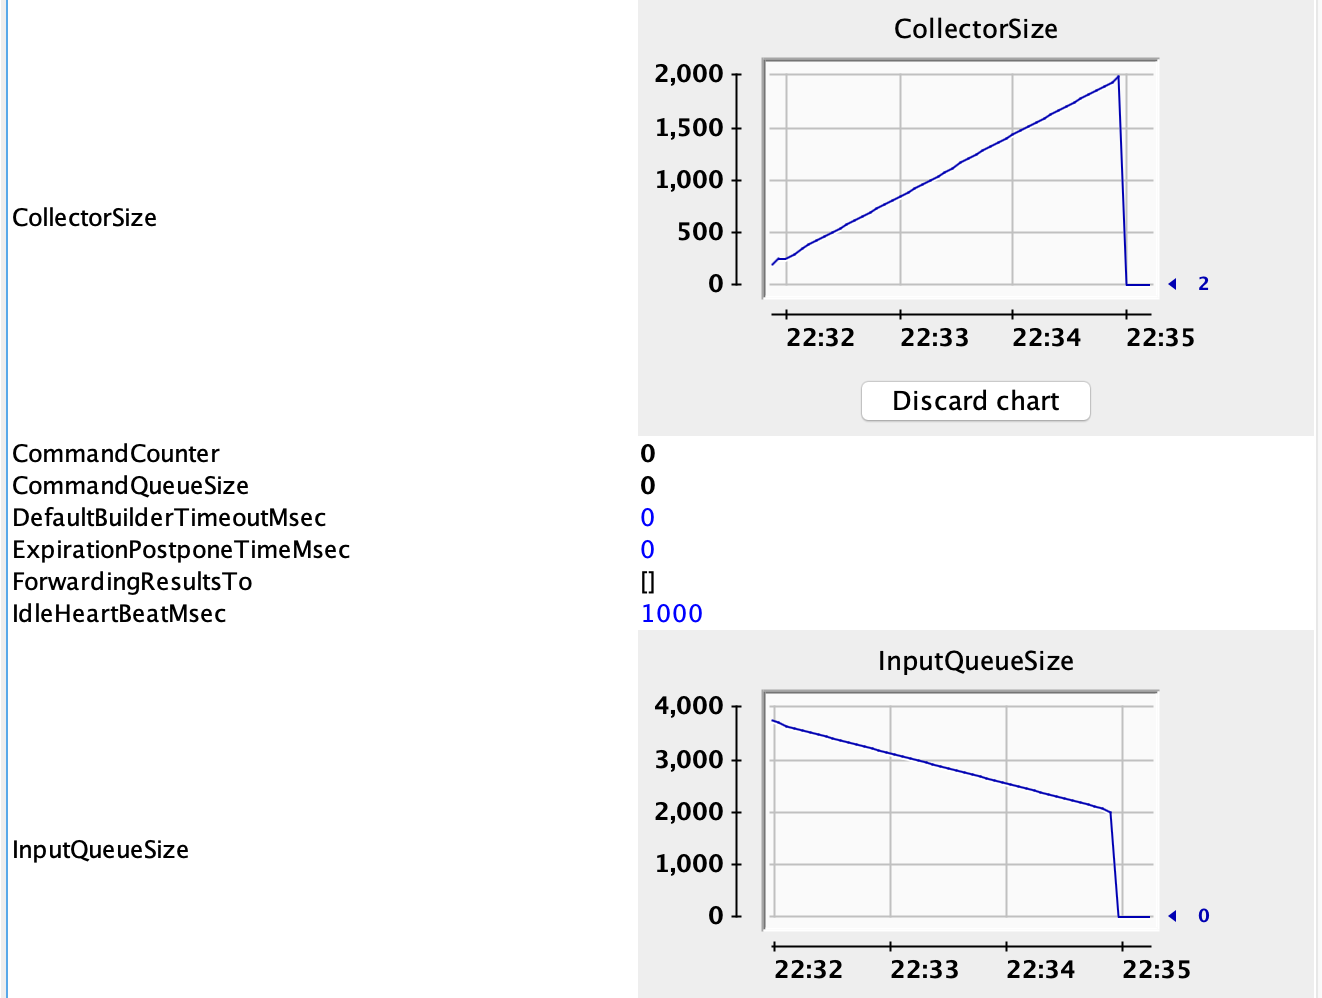 CollectorSize
2,000
1,500
1,000
CollectorSize
500
0
2
22:32 22:33 22:34 22:35
Discard chart
CommandCounter 0
CommandQueueSize 0
DefaultBuilderTimeoutMsec 0
ExpirationPostponeTimeMsec 0
ForwardingResultsTo []
IdleHeartBeatMsec 1000
InputQueueSize
4,000
3,000
2,000
InputQueueSize
1,000
0
0
22:32 22:33 22:34 22:35